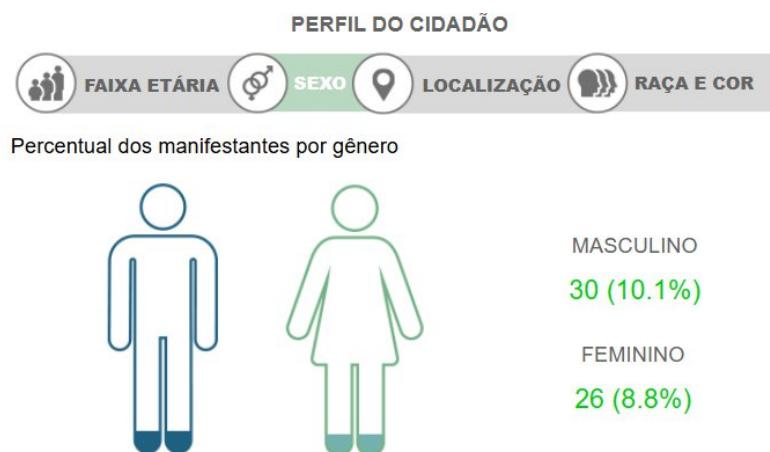 PERFIL DO CIDADÃO
FAIXA ETÁRIA SEXO LOCALIZAÇÃO RAÇA E COR
Percentual dos manifestantes por gênero
MASCULINO
30 (10.1%)
FEMININO
26 (8.8%)